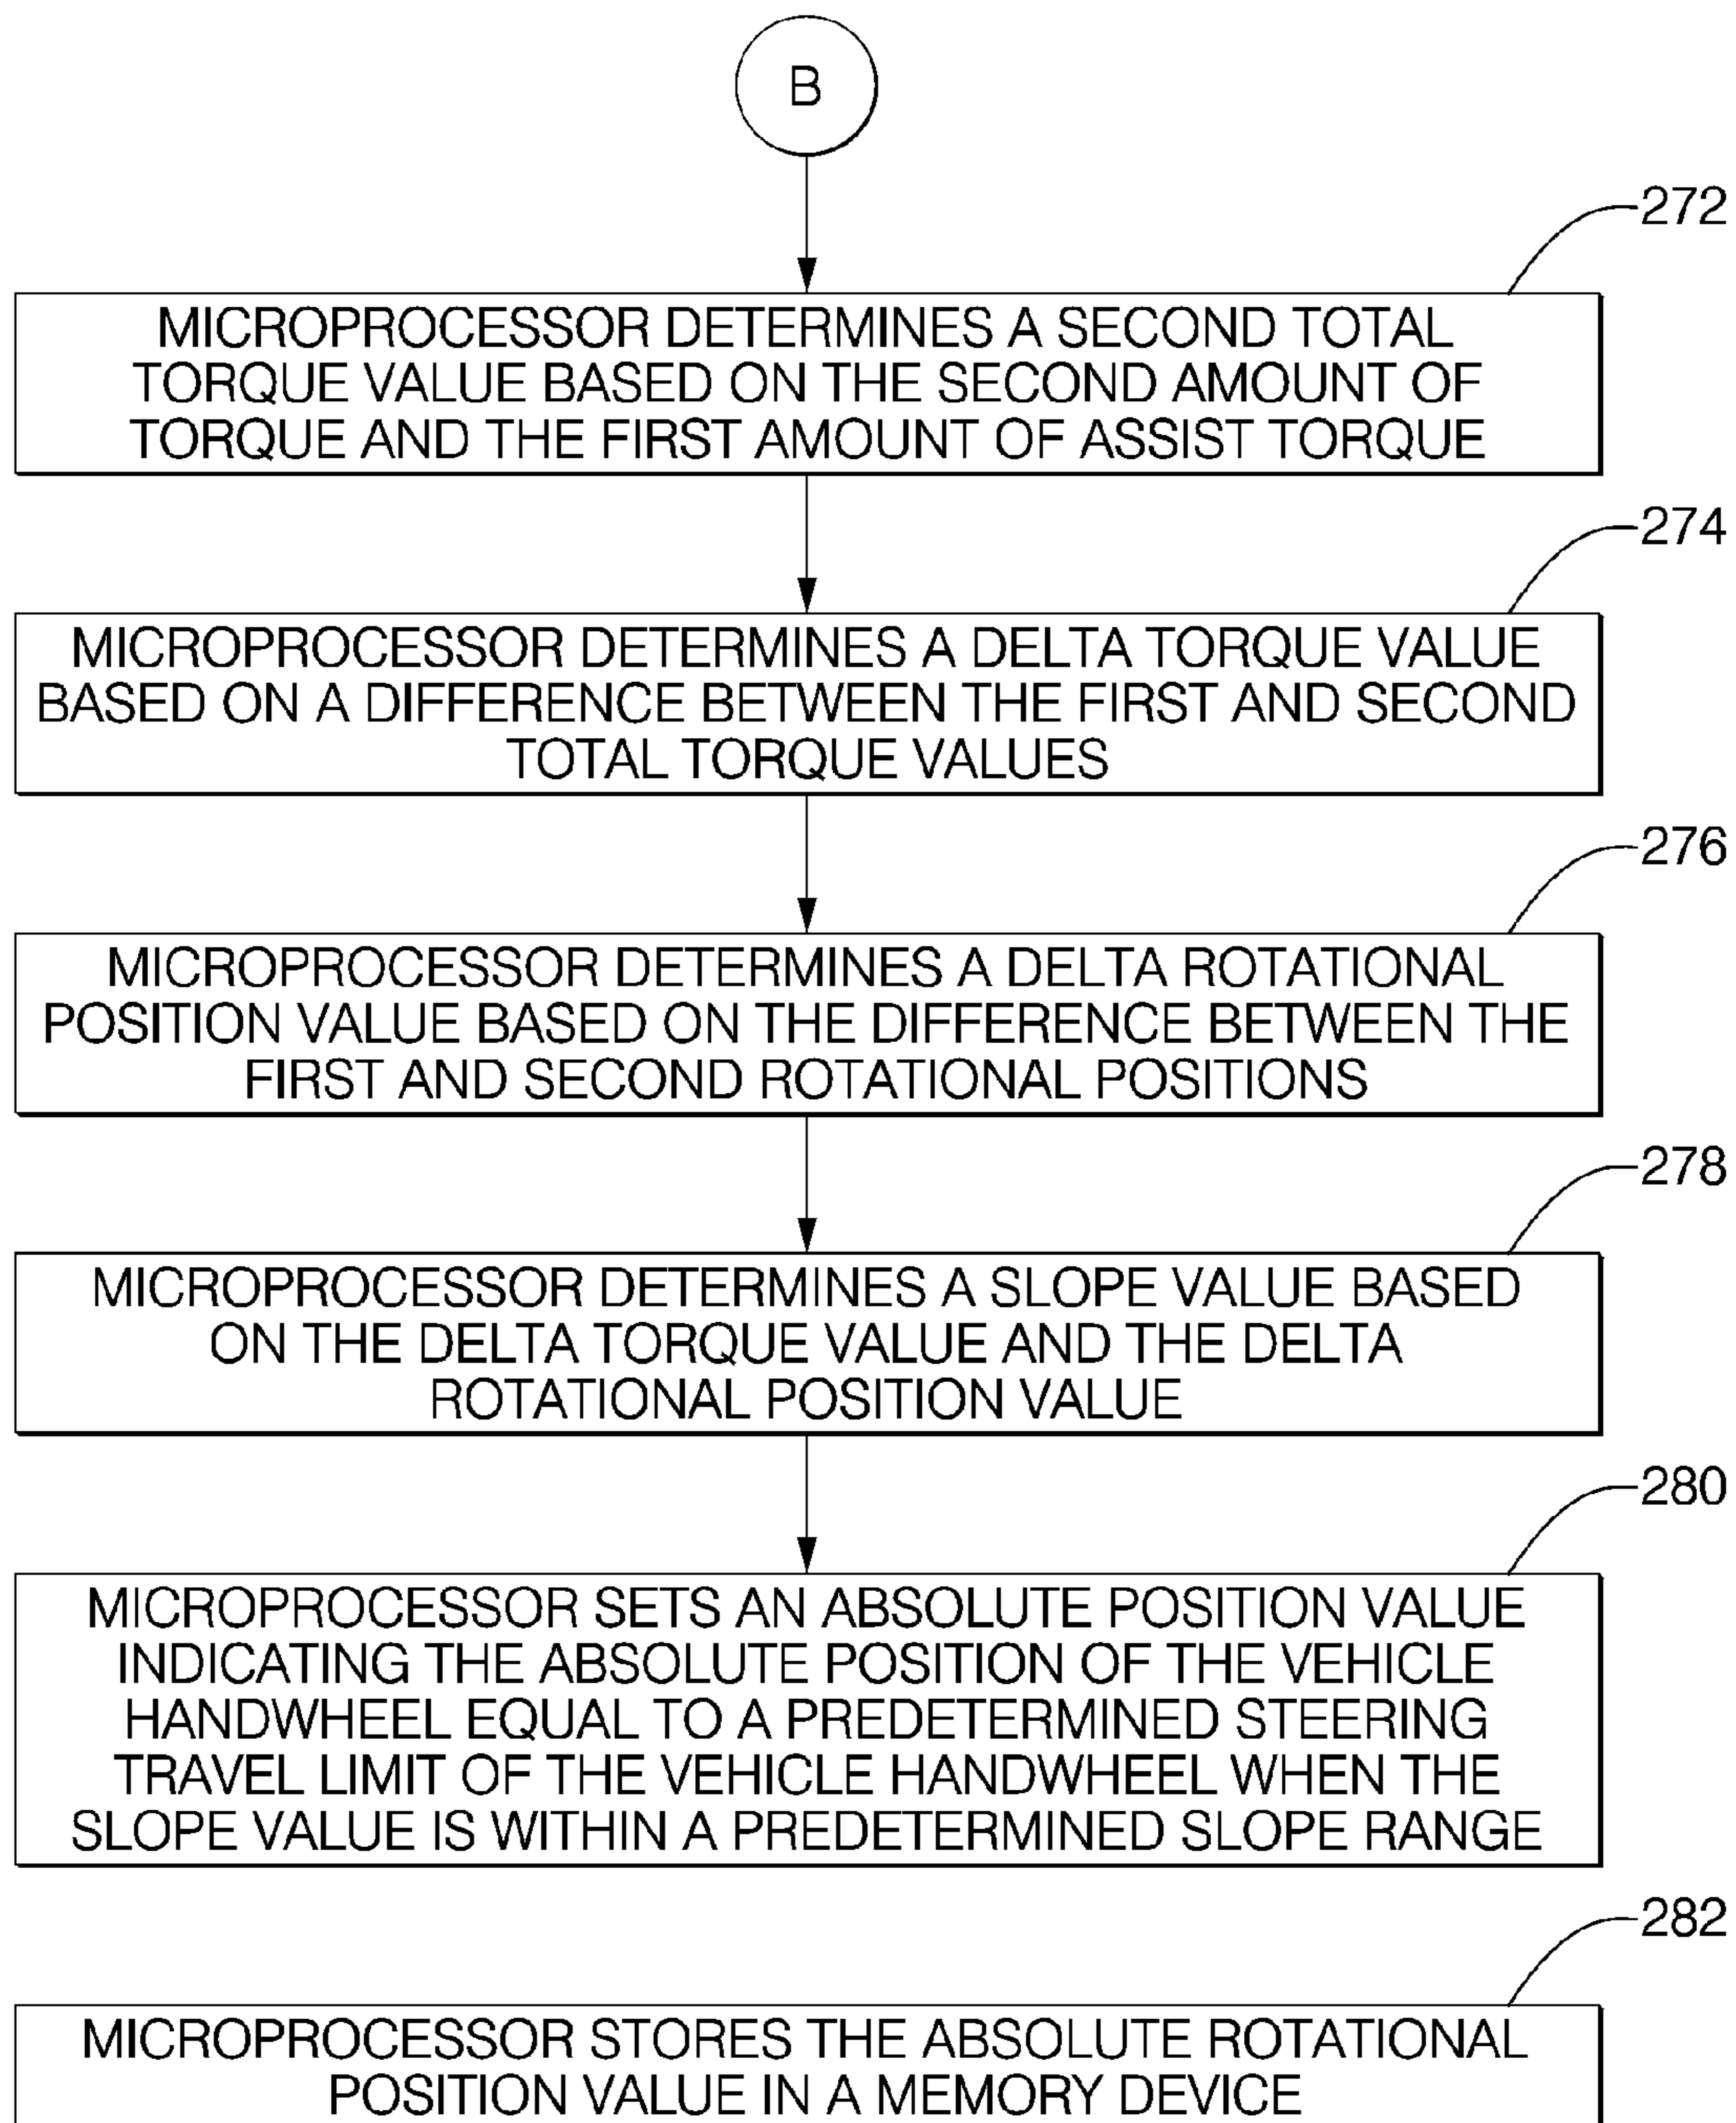 B
272
MICROPROCESSOR DETERMINES A SECOND TOTAL
TORQUE VALUE BASED ON THE SECOND AMOUNT OF
TORQUE AND THE FIRST AMOUNT OF ASSIST TORQUE
274
MICROPROCESSOR DETERMINES A DELTA TORQUE VALUE
BASED ON A DIFFERENCE BETWEEN THE FIRST AND SECOND
TOTAL TORQUE VALUES
276
MICROPROCESSOR DETERMINES A DELTA ROTATIONAL
POSITION VALUE BASED ON THE DIFFERENCE BETWEEN THE
FIRST AND SECOND ROTATIONAL POSITIONS
278
MICROPROCESSOR DETERMINES A SLOPE VALUE BASED
ON THE DELTA TORQUE VALUE AND THE DELTA
ROTATIONAL POSITION VALUE
280
MICROPROCESSOR SETS AN ABSOLUTE POSITION VALUE
INDICATING THE ABSOLUTE POSITION OF THE VEHICLE
HANDWHEEL EQUAL TO A PREDETERMINED STEERING
TRAVEL LIMIT OF THE VEHICLE HANDWHEEL WHEN THE
SLOPE VALUE IS WITHIN A PREDETERMINED SLOPE RANGE
282
MICROPROCESSOR STORES THE ABSOLUTE ROTATIONAL
POSITION VALUE IN A MEMORY DEVICE